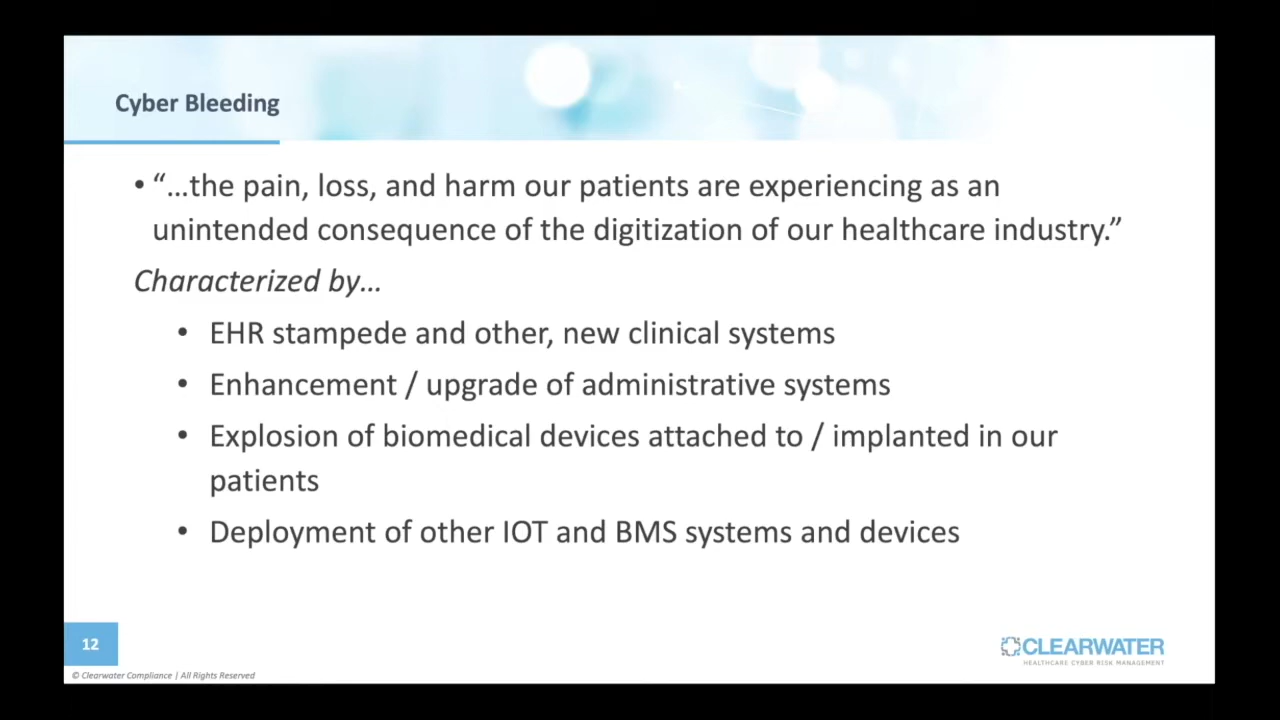 Cyber Bleeding
• “…the pain, loss, and harm our patients are experiencing as an
unintended consequence of the digitization of our healthcare industry.”
Characterized by…
• EHR stampede and other, new clinical systems
• Enhancement / upgrade of administrative systems
• Explosion of biomedical devices attached to / implanted in our
patients
• Deployment of other IOT and BMS systems and devices
12
CLEARWATER
HEALTHCARE CYBER RISK MANAGEMENT
© Clearwater Compliance | All Rights Reserved